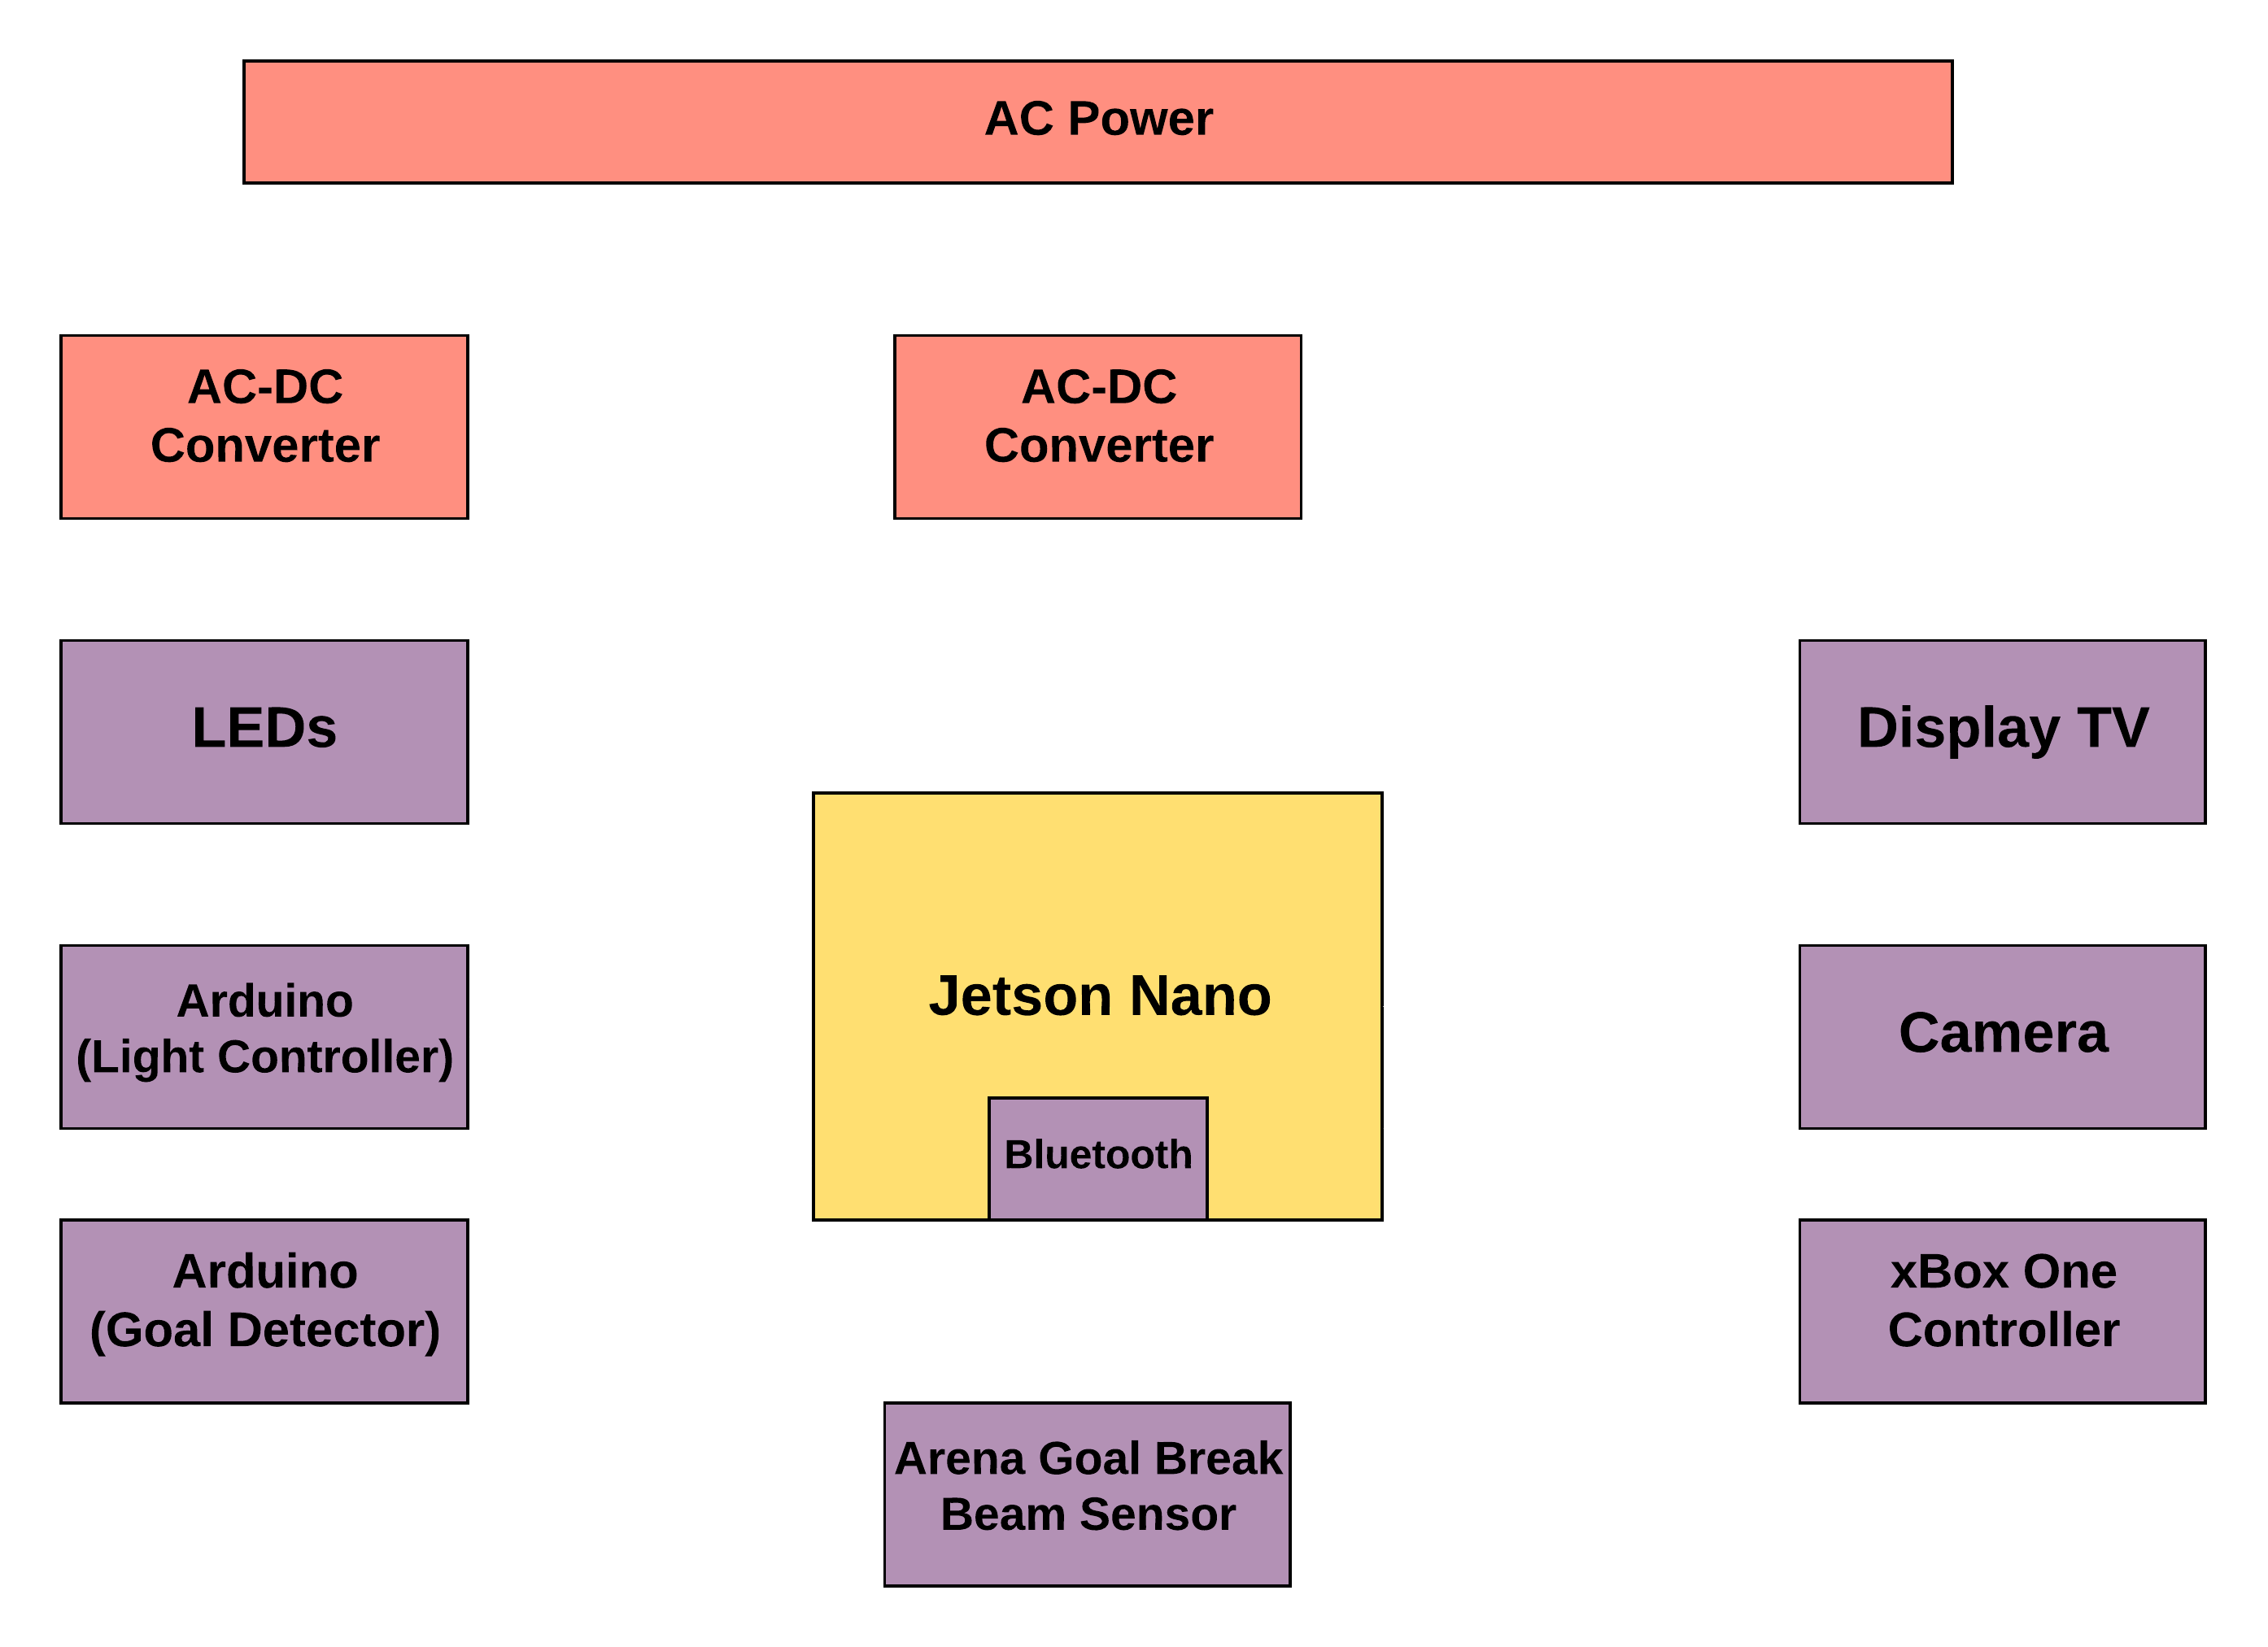 AC Power
AC-DC
Converter
AC-DC
Converter
LEDs
Display TV
Jetson Nano
Arduino
(Light Controller)
Camera
Bluetooth
Arduino
(Goal Detector)
xBox One
Controller
Arena Goal Break
Beam Sensor